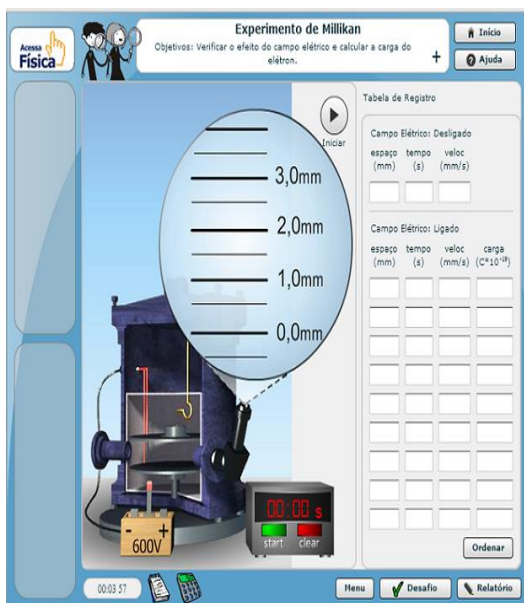 Acessa
Física
Experimento de Millikan
Objetivos: Verificar o efeito do campo elétrico e calcular a carga do
elétron.
+
Início
Ajuda
Iniciar
3,0mm
2,0mm
1,0mm
0,0mm
Tabela de Registro
Campo Elétrico: Desligado
espaço tempo veloc
(mm) (s) (mm/s)
Campo Elétrico: Ligado
espaço tempo veloc carga
(mm) (s) (mm/s) (C*10⁻¹⁹)
Ordenar
- +
600V
00:00 s
start clear
00:03 57
Menu
Desafio
Relatório